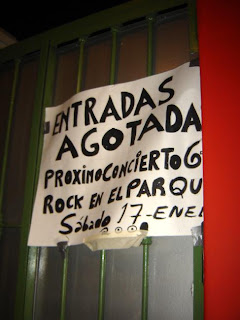 ENTRADAS
AGOTADA
PROXIMO CONCIERTO G
ROCK EN EL PARQU
Sábado 17-ENE